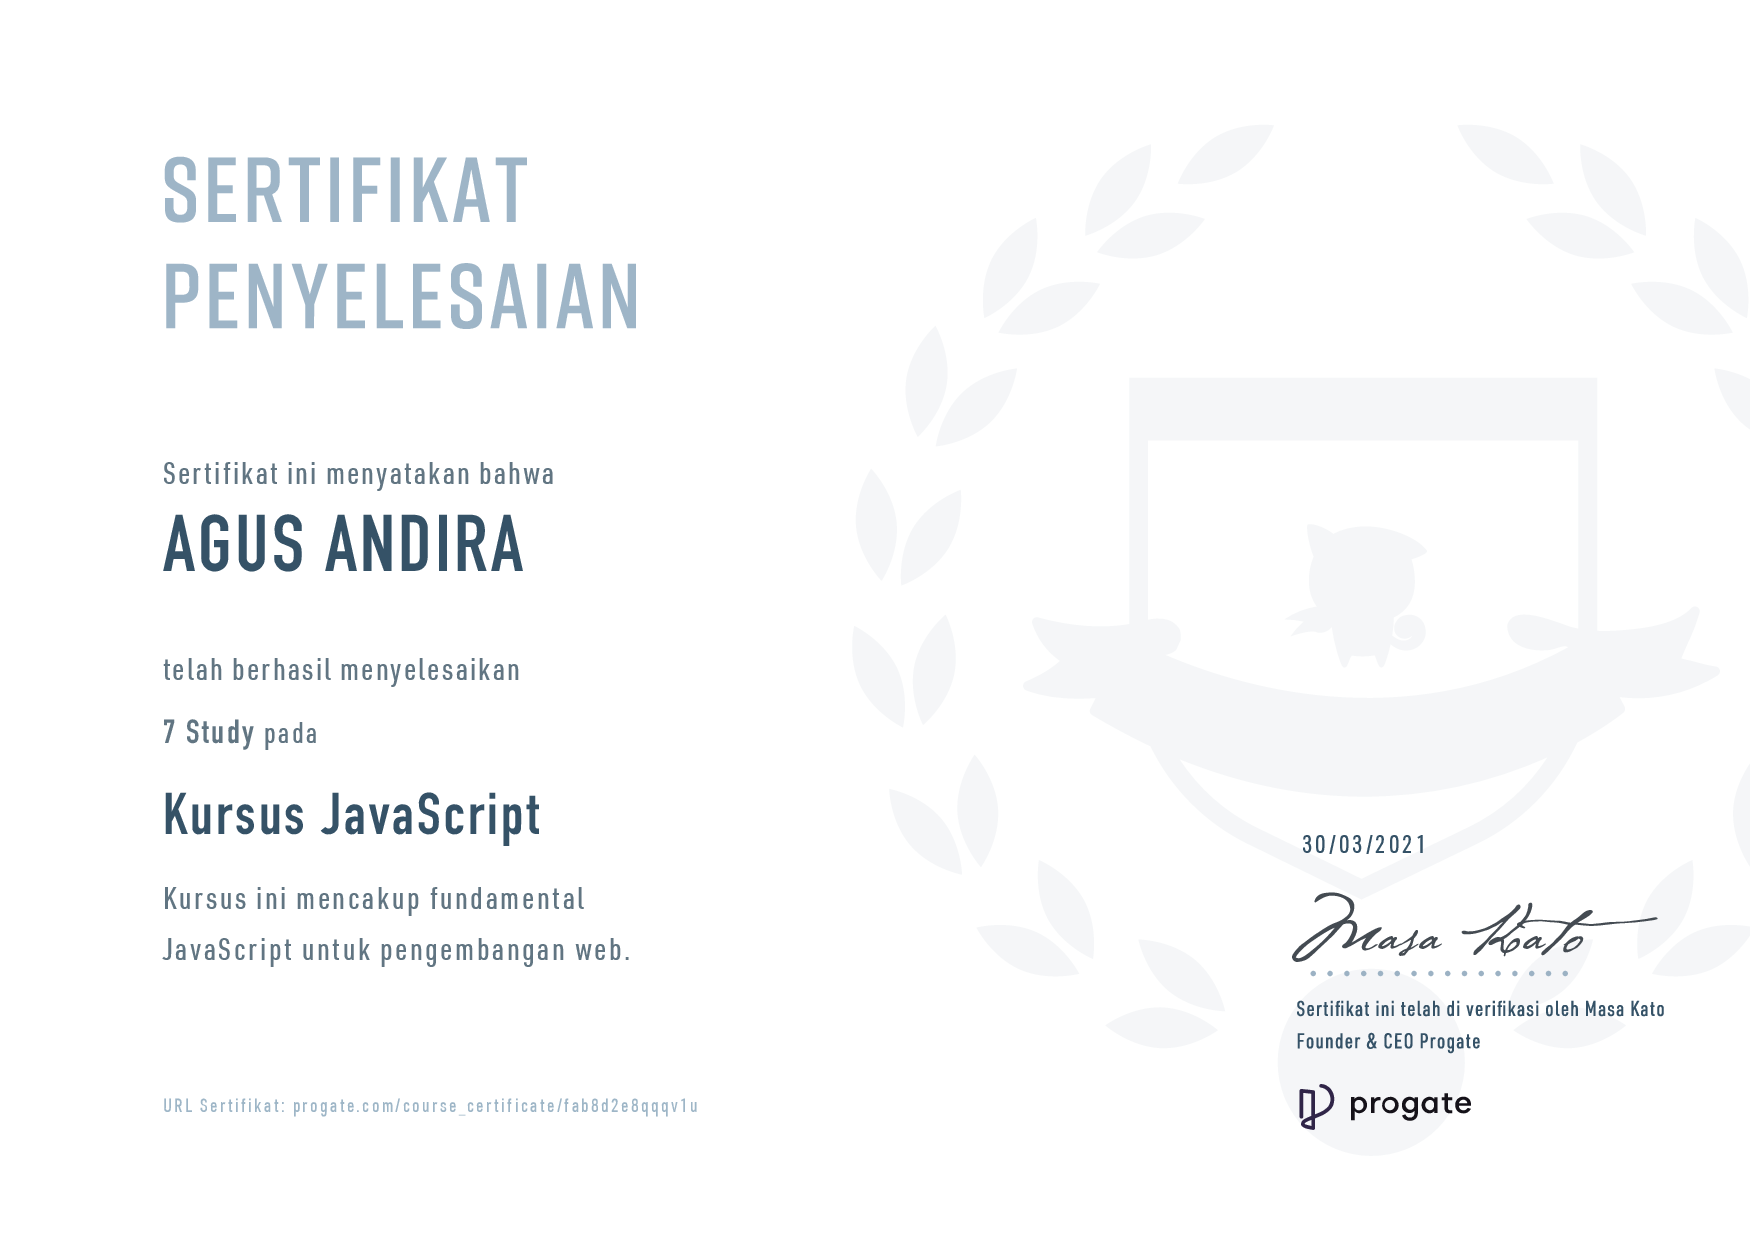 SERTIFIKAT
PENYELESAIAN
Sertifikat ini menyatakan bahwa
AGUS ANDIRA
telah berhasil menyelesaikan
7 Study pada
Kursus JavaScript
Kursus ini mencakup fundamental
JavaScript untuk pengembangan web.
URL Sertifikat: progate.com/course_certificate/fab8d2e8qqqv1u
30/03/2021
Masa Kato
Sertifikat ini telah di verifikasi oleh Masa Kato
Founder & CEO Progate
progate